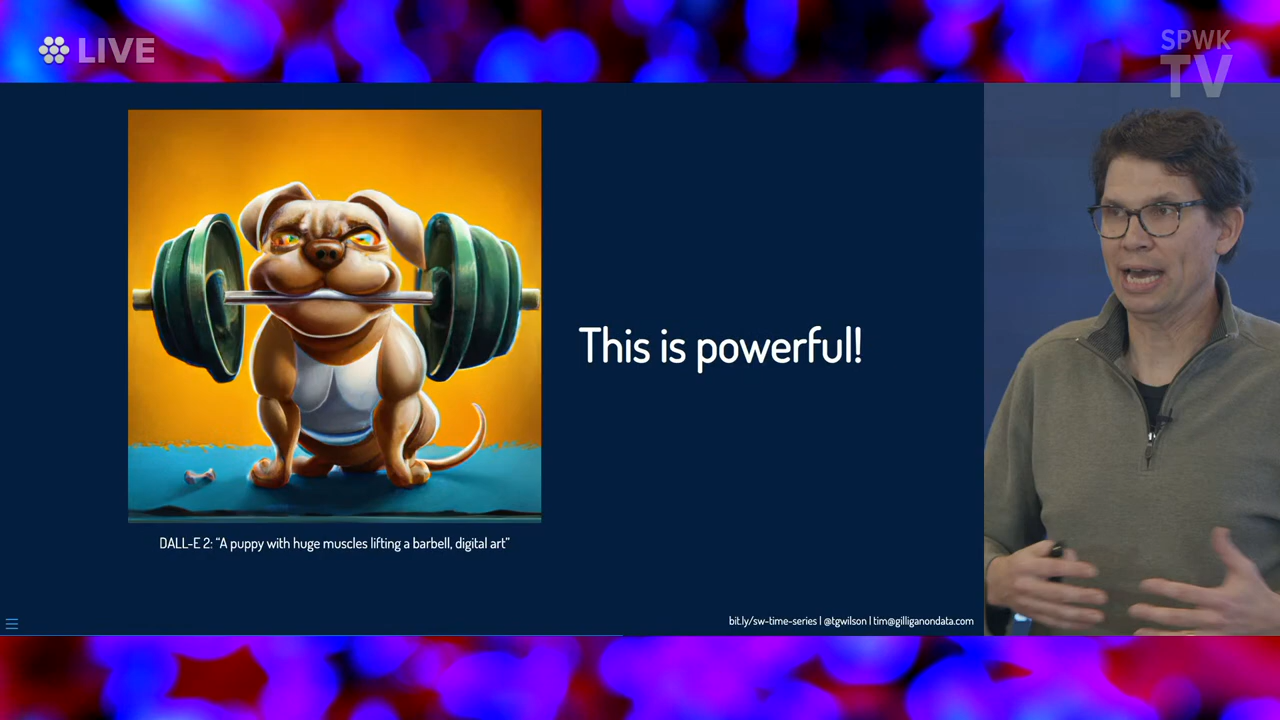 LIVE
SPWK
TV
This is powerful!
DALL-E 2: “A puppy with huge muscles lifting a barbell, digital art”
bit.ly/sw-time-series | @tgwilson | tim@gilliganondata.com